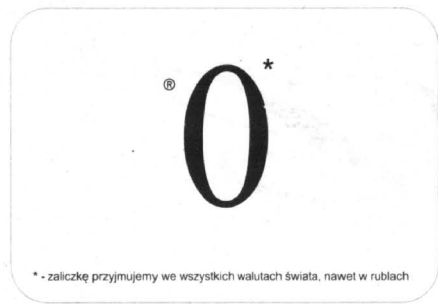 ® 0*
* - zaliczkę przyjmujemy we wszystkich walutach świata, nawet w rublach